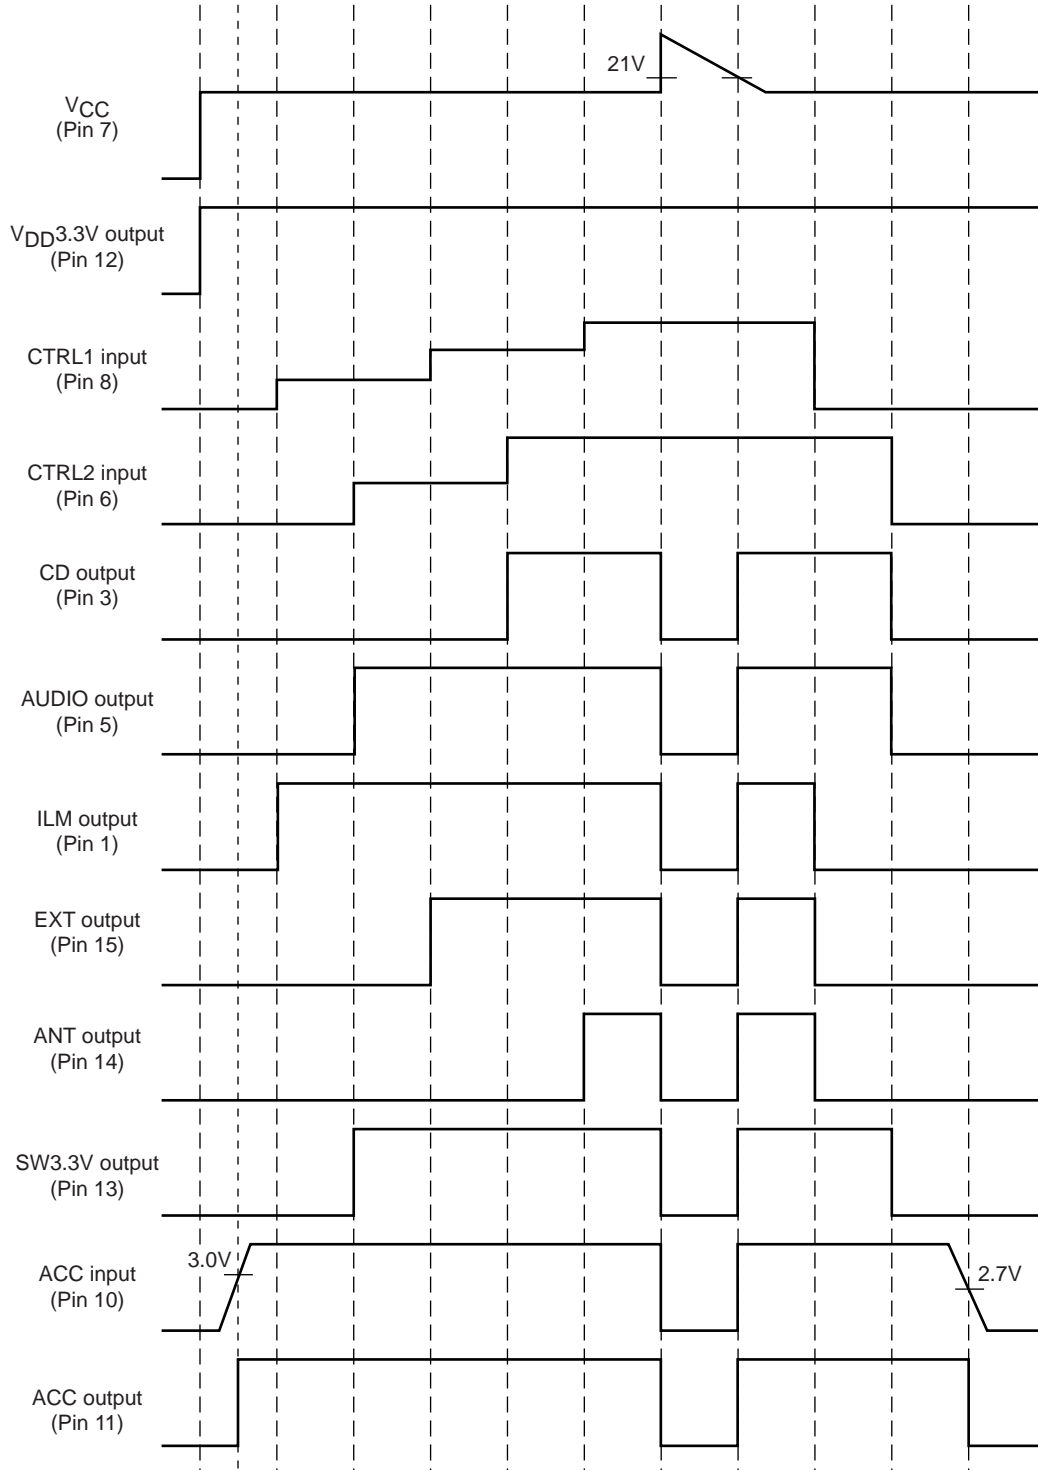 21V
VCC
(Pin 7)
VDD3.3V output
(Pin 12)
CTRL1 input
(Pin 8)
CTRL2 input
(Pin 6)
CD output
(Pin 3)
AUDIO output
(Pin 5)
ILM output
(Pin 1)
EXT output
(Pin 15)
ANT output
(Pin 14)
SW3.3V output
(Pin 13)
3.0V
ACC input
(Pin 10)
2.7V
ACC output
(Pin 11)